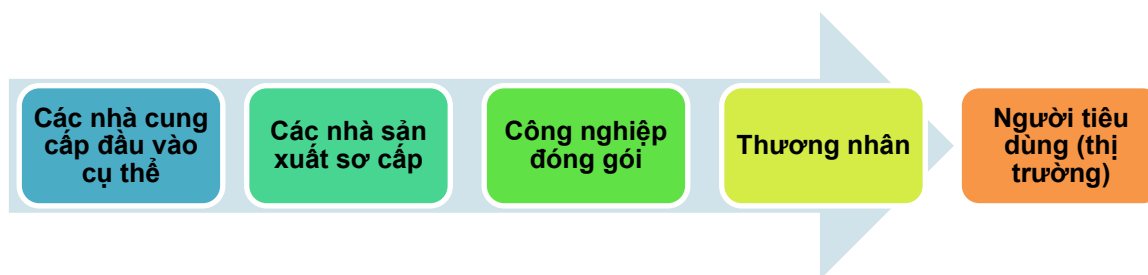 Các nhà cung
cấp đầu vào
cụ thể
Các nhà sản
xuất sơ cấp
Công nghiệp
đóng gói
Thương nhân
Người tiêu
dùng (thị
trường)